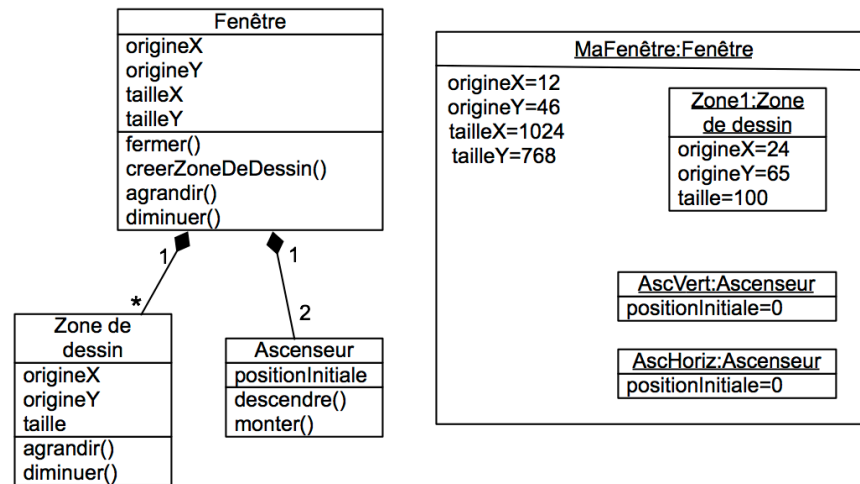 Fenêtre
origineX
origineY
tailleX
tailleY
fermer()
creerZoneDeDessin()
agrandir()
diminuer()
1
1
*
2
Zone de
dessin
origineX
origineY
taille
agrandir()
diminuer()
Ascenseur
positionInitiale
descendre()
monter()
MaFenêtre:Fenêtre
origineX=12
origineY=46
tailleX=1024
tailleY=768
Zone1:Zone
de dessin
origineX=24
origineY=65
taille=100
AscVert:Ascenseur
positionInitiale=0
AscHoriz:Ascenseur
positionInitiale=0